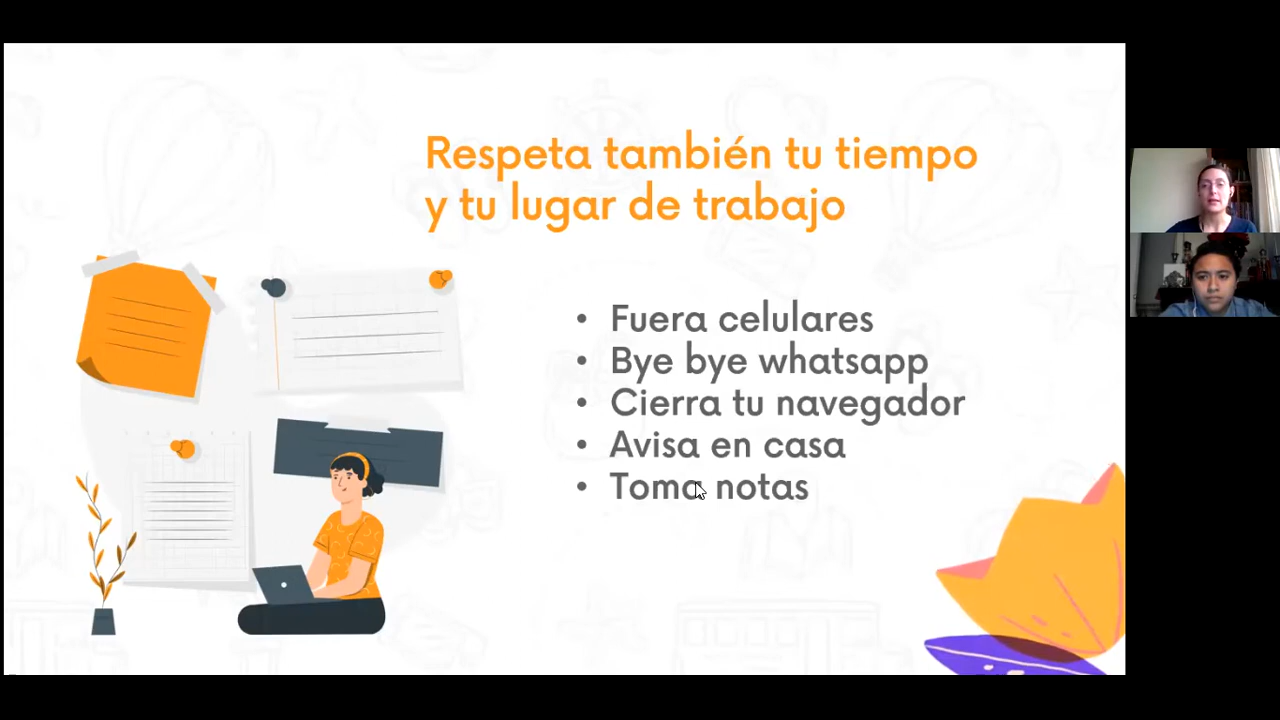 Respeta también tu tiempo
y tu lugar de trabajo
• Fuera celulares
• Bye bye whatsapp
• Cierra tu navegador
• Avisa en casa
• Toma notas